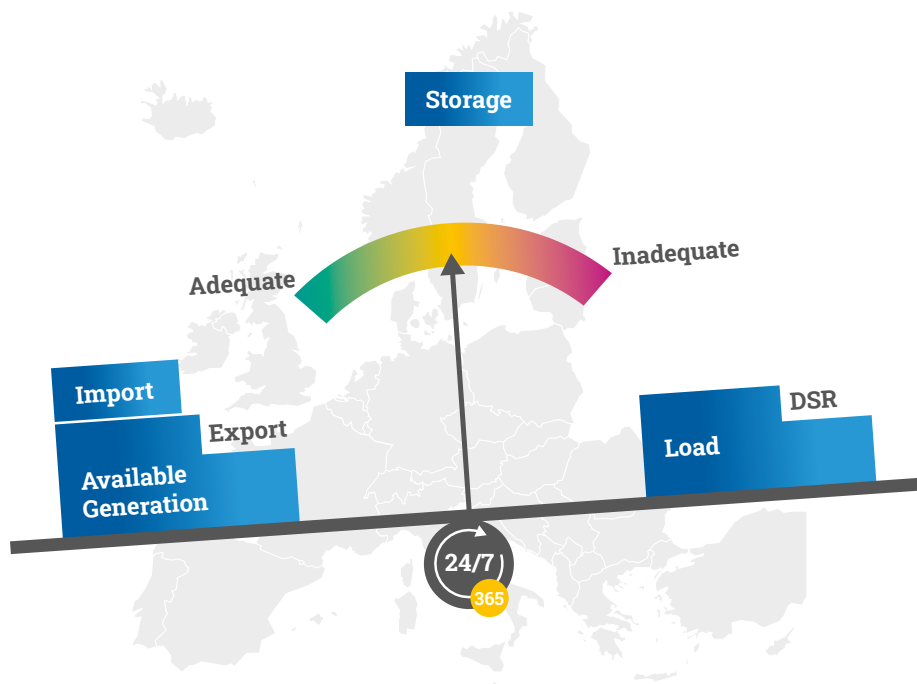 Storage
Adequate
Inadequate
Import
Export
Available
Generation
DSR
Load
24/7
365